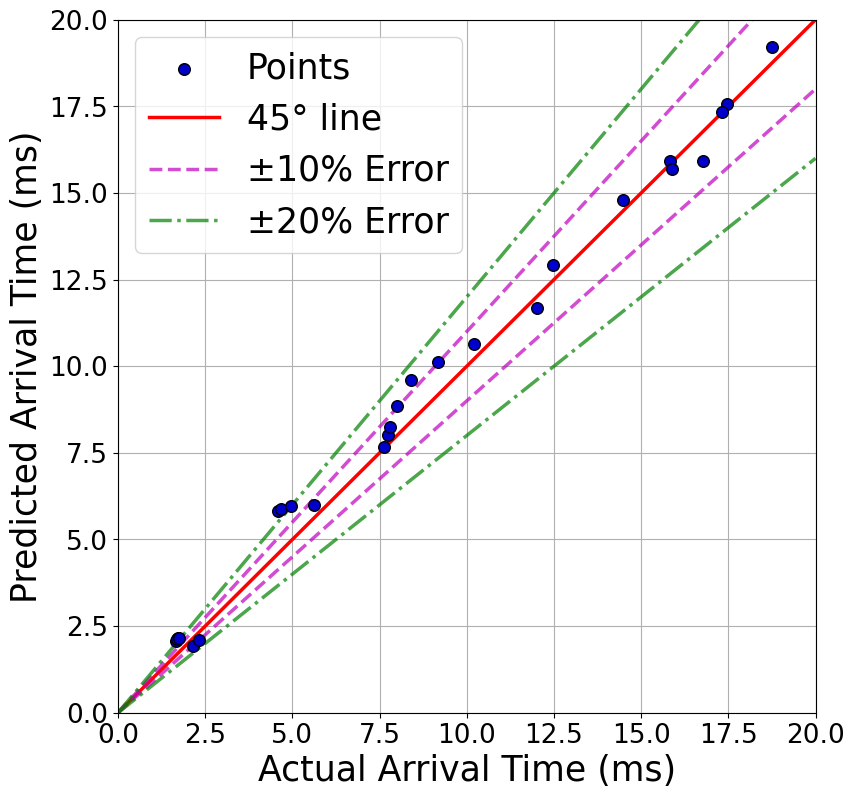 20.0
17.5
15.0
12.5
10.0
7.5
5.0
2.5
0.0
Predicted Arrival Time (ms)
Points
45° line
±10% Error
±20% Error
0.0 2.5 5.0 7.5 10.0 12.5 15.0 17.5 20.0
Actual Arrival Time (ms)